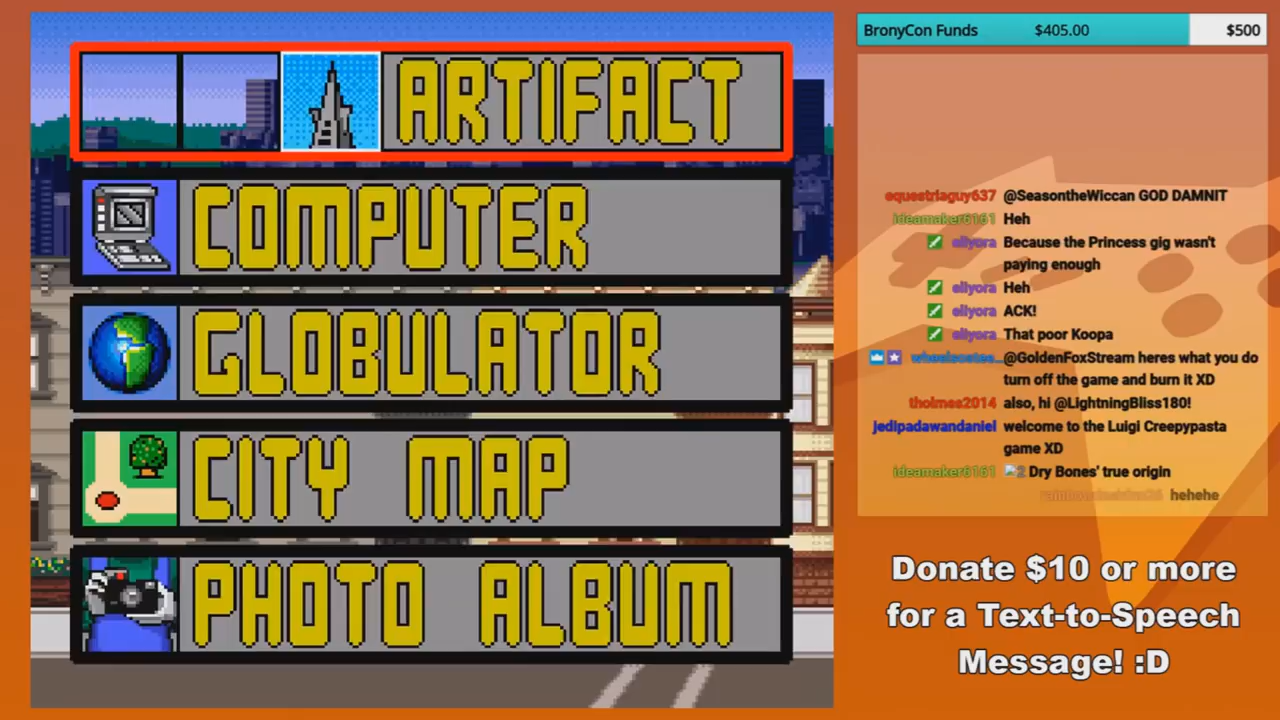 ARTIFACT
COMPUTER
GLOBULATOR
CITY MAP
PHOTO ALBUM
BronyCon Funds $405.00 $500
equestriaguy637 @SeasontheWiccan GOD DAMNIT
ideamaker6161 Heh
ellyora Because the Princess gig wasn't
paying enough
ellyora Heh
ellyora ACK!
ellyora That poor Koopa
@GoldenFoxStream heres what you do
turn off the game and burn it XD
tholmes2014 also, hi @LightningBliss180!
jedipadawandaniel welcome to the Luigi Creepypasta
game XD
ideamaker6161 Dry Bones' true origin
hehehe
Donate $10 or more
for a Text-to-Speech
Message! :D